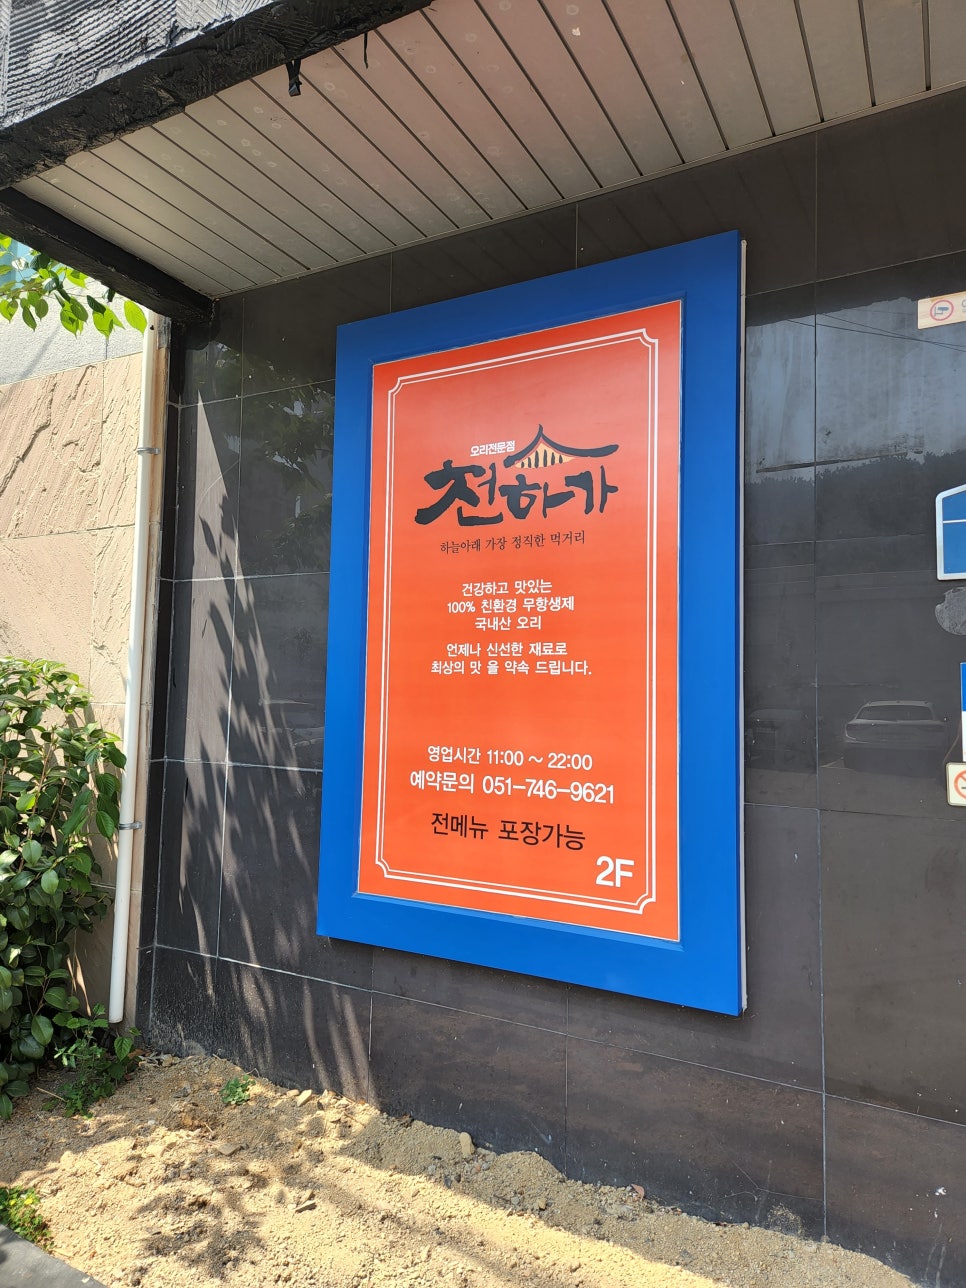 오리전문점
천하가
하늘아래 가장 정직한 먹거리
건강하고 맛있는
100% 친환경 무항생제
국내산 오리
언제나 신선한 재료로
최상의 맛 을 약속 드립니다.
영업시간 11:00 ~ 22:00
예약문의 051-746-9621
전메뉴 포장가능
2F